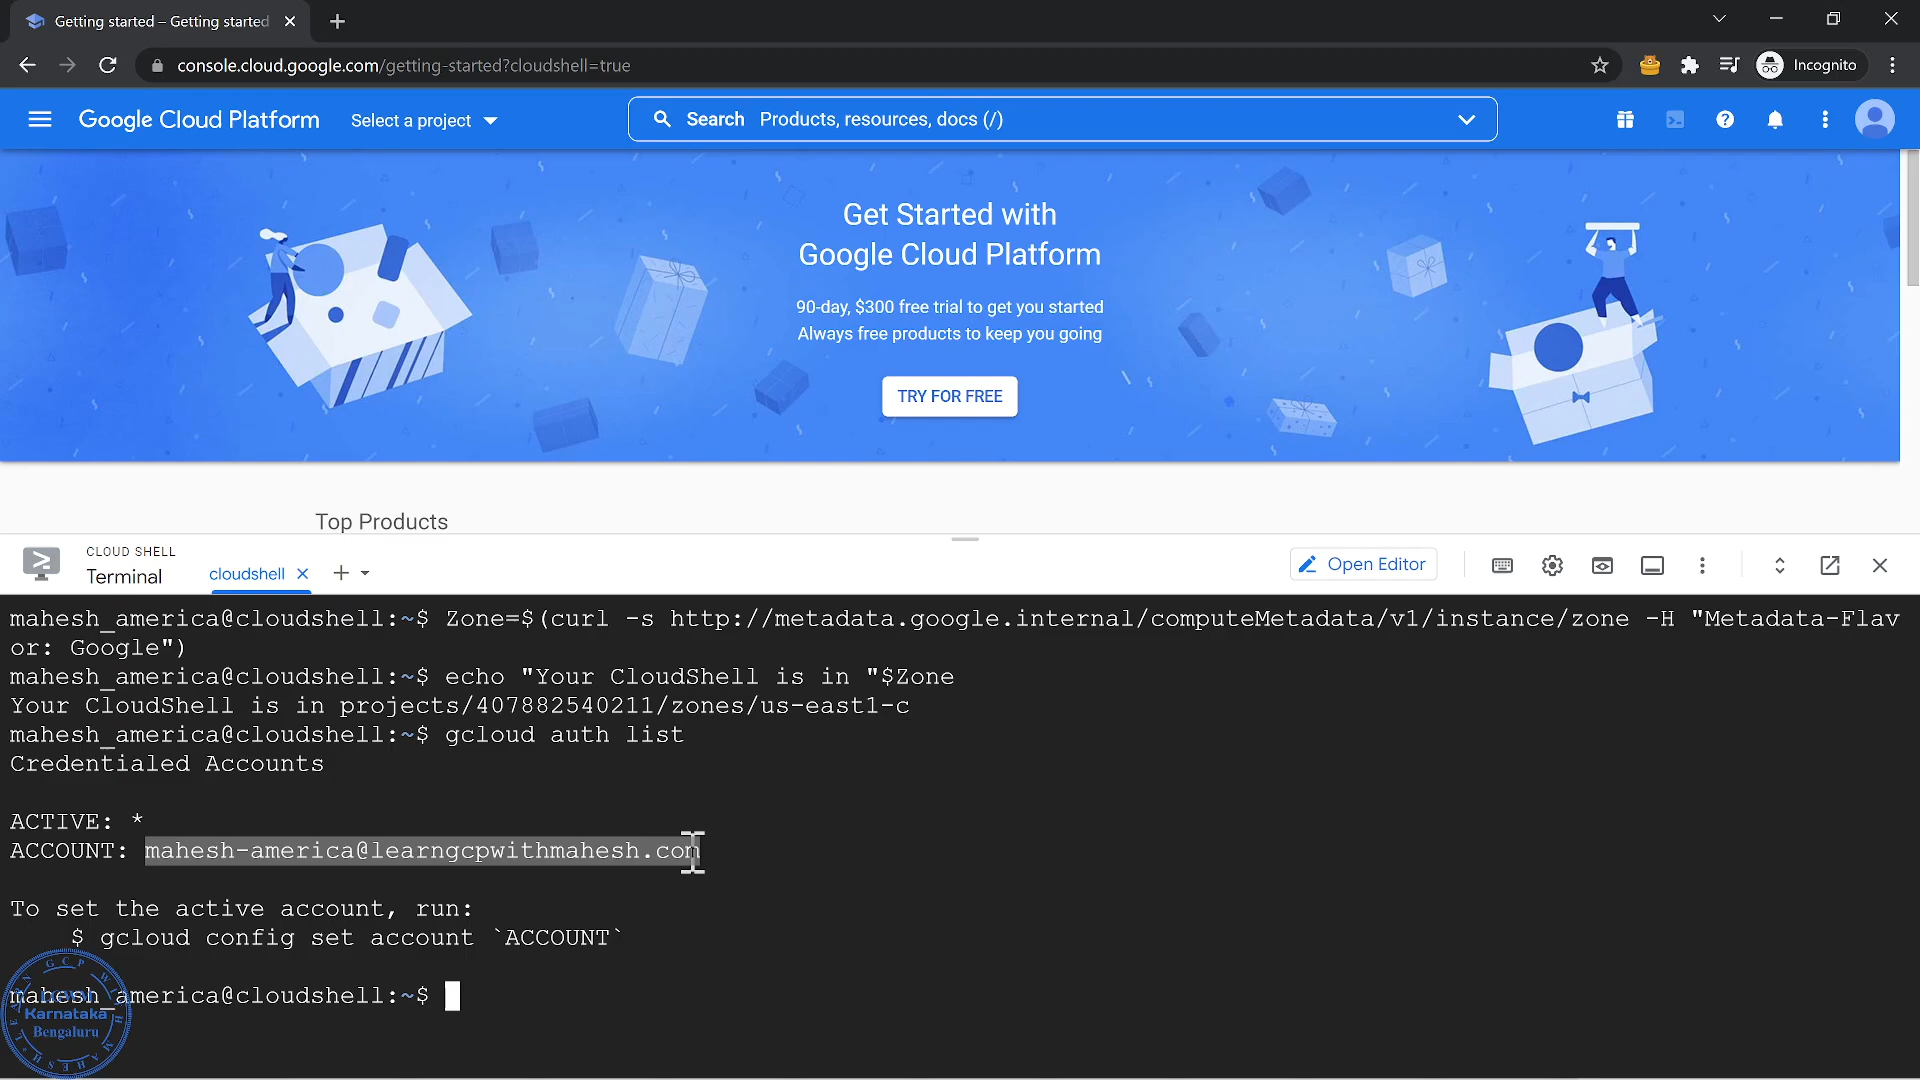 Getting started – Getting started
console.cloud.google.com/getting-started?cloudshell=true
Incognito
Google Cloud Platform
Select a project
Search Products, resources, docs (/)
Get Started with
Google Cloud Platform
90-day, $300 free trial to get you started
Always free products to keep you going
TRY FOR FREE
Top Products
CLOUD SHELL
Terminal
cloudshell
Open Editor
mahesh_america@cloudshell:~$ Zone=$(curl -s http://metadata.google.internal/computeMetadata/v1/instance/zone -H "Metadata-Flav
or: Google")
mahesh_america@cloudshell:~$ echo "Your CloudShell is in "$Zone
Your CloudShell is in projects/407882540211/zones/us-east1-c
mahesh_america@cloudshell:~$ gcloud auth list
Credentialed Accounts
ACTIVE: *
ACCOUNT: mahesh-america@learngcpwithmahesh.com
To set the active account, run:
$ gcloud config set account `ACCOUNT`
mahesh_america@cloudshell:~$
Karnataka
Bengaluru